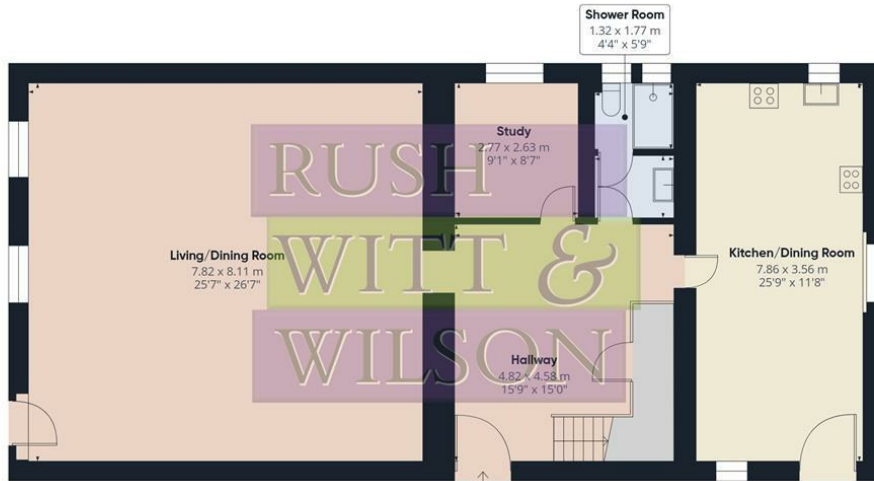 Shower Room
1.32 x 1.77 m
4'4" x 5'9"
Study
2.77 x 2.63 m
9'1" x 8'7"
RUSH
WITT &
WILSON
Living/Dining Room
7.82 x 8.11 m
25'7" x 26'7"
Kitchen/Dining Room
7.86 x 3.56 m
25'9" x 11'8"
Hallway
4.82 x 4.58 m
15'9" x 15'0"